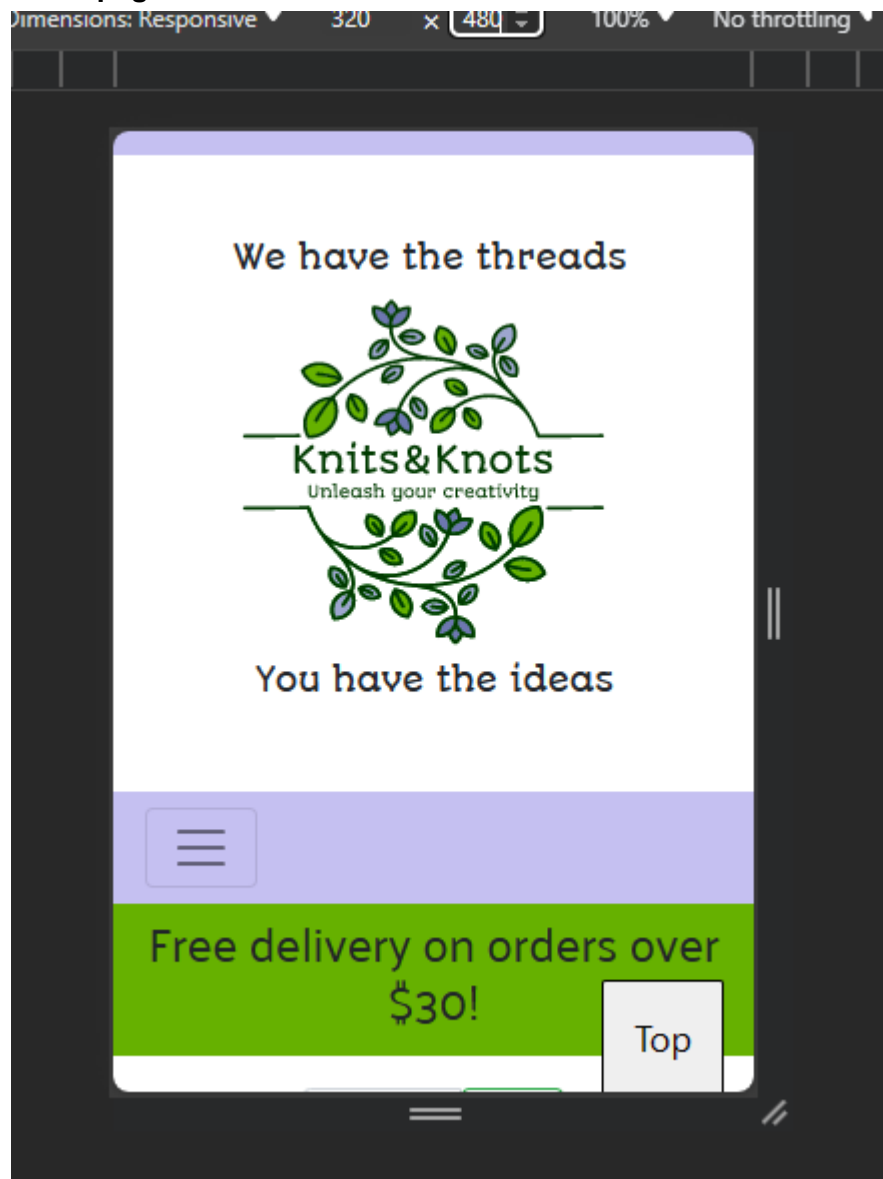 Dimensions: Responsive 320 x 480 100% No throttling
We have the threads
Knits&Knots
Unleash your creativity
You have the ideas
Free delivery on orders over
$30!
Top